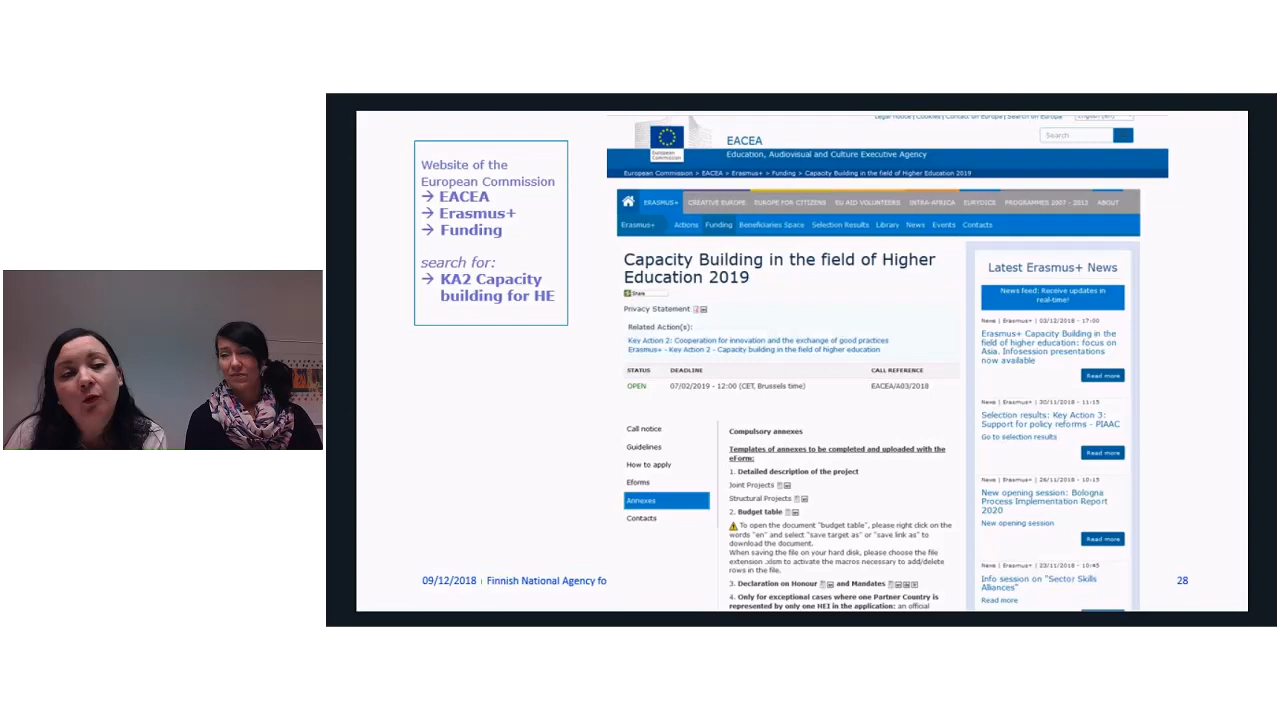 Website of the
European Commission
→ EACEA
→ Erasmus+
→ Funding
search for:
→ KA2 Capacity
building for HE
Legal notice | Cookies | Contact on Europa | Search on Europa
English (en)
European
Commission
EACEA
Search
Education, Audiovisual and Culture Executive Agency
European Commission > EACEA > Erasmus+ > Funding > Capacity Building in the field of Higher Education 2019
ERASMUS+ CREATIVE EUROPE EUROPE FOR CITIZENS EU AID VOLUNTEERS INTRA-AFRICA EURYDICE PROGRAMMES 2007 - 2013 ABOUT
Erasmus+ Actions Funding Beneficiaries Space Selection Results Library News Events Contacts
Capacity Building in the field of Higher
Education 2019
Share
Privacy Statement
Related Action(s):
Key Action 2: Cooperation for innovation and the exchange of good practices
Erasmus+ - Key Action 2 - Capacity building in the field of higher education
STATUS DEADLINE CALL REFERENCE
OPEN 07/02/2019 - 12:00 (CET, Brussels time) EACEA/A03/2018
Call notice
Guidelines
How to apply
Eforms
Annexes
Contacts
Compulsory annexes
Templates of annexes to be completed and uploaded with the
eForm:
1. Detailed description of the project
Joint Projects
Structural Projects
2. Budget table
To open the document "budget table", please right click on the
words "en" and select "save target as" or "save link as" to
download the document.
When saving the file on your hard disk, please choose the file
extension .xlsm to activate the macros necessary to add/delete
rows in the file.
3. Declaration on Honour and Mandates
4. Only for exceptional cases where one Partner Country is
represented by only one HEI in the application: an official
Latest Erasmus+ News
News feed: Receive updates in
real-time!
News | Erasmus+ | 03/12/2018 - 17:00
Erasmus+ Capacity Building in the
field of higher education: focus on
Asia. Infosession presentations
now available
Read more
News | Erasmus+ | 30/11/2018 - 11:15
Selection results: Key Action 3:
Support for policy reforms - PIAAC
Go to selection results
Read more
News | Erasmus+ | 26/11/2018 - 10:15
New opening session: Bologna
Process Implementation Report
2020
New opening session
Read more
News | Erasmus+ | 23/11/2018 - 10:45
Info session on "Sector Skills
Alliances"
Read more
09/12/2018 | Finnish National Agency fo
28